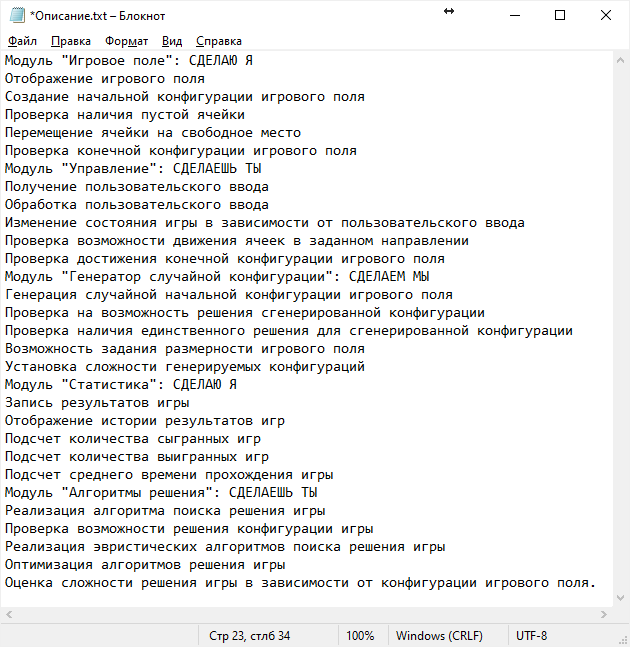 *Описание.txt – Блокнот
Файл Правка Формат Вид Справка
Модуль "Игровое поле": СДЕЛАЮ Я
Отображение игрового поля
Создание начальной конфигурации игрового поля
Проверка наличия пустой ячейки
Перемещение ячейки на свободное место
Проверка конечной конфигурации игрового поля
Модуль "Управление": СДЕЛАЕШЬ ТЫ
Получение пользовательского ввода
Обработка пользовательского ввода
Изменение состояния игры в зависимости от пользовательского ввода
Проверка возможности движения ячеек в заданном направлении
Проверка достижения конечной конфигурации игрового поля
Модуль "Генератор случайной конфигурации": СДЕЛАЕМ МЫ
Генерация случайной начальной конфигурации игрового поля
Проверка на возможность решения сгенерированной конфигурации
Проверка наличия единственного решения для сгенерированной конфигурации
Возможность задания размерности игрового поля
Установка сложности генерируемых конфигураций
Модуль "Статистика": СДЕЛАЮ Я
Запись результатов игры
Отображение истории результатов игр
Подсчет количества сыгранных игр
Подсчет количества выигранных игр
Подсчет среднего времени прохождения игры
Модуль "Алгоритмы решения": СДЕЛАЕШЬ ТЫ
Реализация алгоритма поиска решения игры
Проверка возможности решения конфигурации игры
Реализация эвристических алгоритмов поиска решения игры
Оптимизация алгоритмов решения игры
Оценка сложности решения игры в зависимости от конфигурации игрового поля.
Стр 23, стлб 34 100% Windows (CRLF) UTF-8